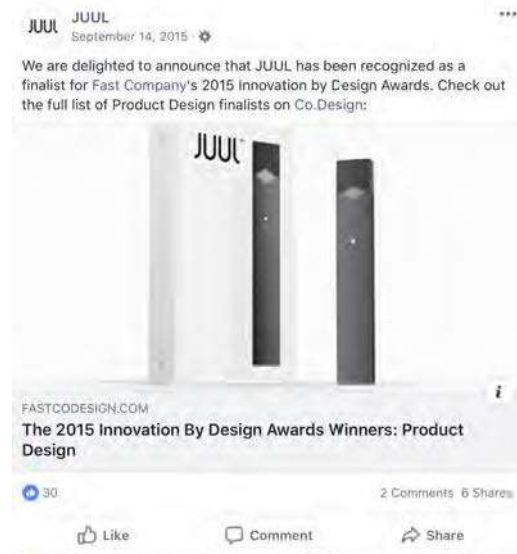 JUUL
JUUL
September 14, 2015
We are delighted to announce that JUUL has been recognized as a
finalist for Fast Company's 2015 Innovation by Design Awards. Check out
the full list of Product Design finalists on Co.Design:
JUUL
i
FASTCODESIGN.COM
The 2015 Innovation By Design Awards Winners: Product
Design
30
2 Comments 6 Shares
Like Comment Share